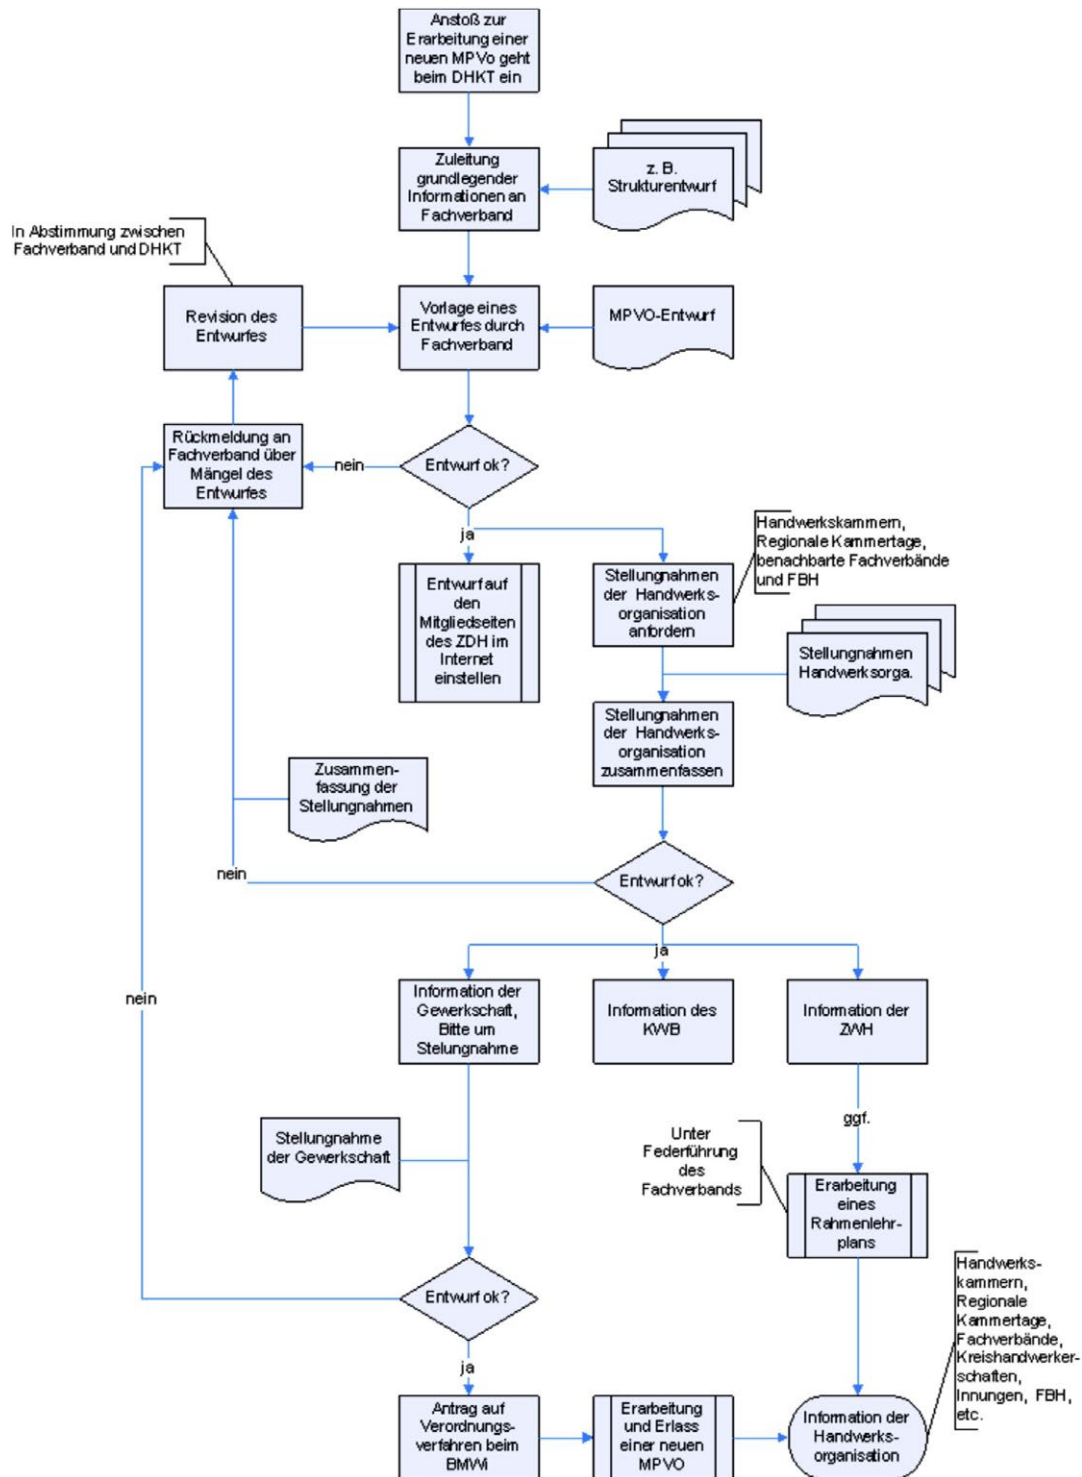 Anstoß zur
Erarbeitung einer
neuen MPVo geht
beim DHKT ein
Zuleitung
grundlegender
Informationen an
Fachverband
z. B.
Strukturentwurf
In Abstimmung zwischen
Fachverband und DHKT
Revision des
Entwurfes
Vorlage eines
Entwurfes durch
Fachverband
MPVO-Entwurf
Rückmeldung an
Fachverband über
Mängel des
Entwurfes
nein
Entwurf ok?
ja
Handwerkskammern,
Regionale Kammertage,
benachbarte Fachverbände
und FBH
Entwurf auf
den
Mitgliedseiten
des ZDH im
Internet
einstellen
Stellungnahmen
der Handwerks-
organisation
anfordern
Stellungnahmen
Handwerksorga.
Stellungnahmen
der Handwerks-
organisation
zusammenfassen
Zusammen-
fassung der
Stellungnahmen
nein
Entwurf ok?
ja
nein
Information der
Gewerkschaft,
Bitte um
Stelungnahme
Information des
KWB
Information der
ZWH
ggf.
Stellungnahme
der Gewerkschaft
Unter
Federführung
des
Fachverbands
Erarbeitung
eines
Rahmenlehr-
plans
Entwurf ok?
ja
Handwerks-
kammern,
Regionale
Kammertage,
Fachverbände,
Kreishandwerker-
schaften,
Innungen, FBH,
etc.
Antrag auf
Verordnungs-
verfahren beim
BMWi
Erarbeitung
und Erlass
einer neuen
MPVO
Information der
Handwerks-
organisation